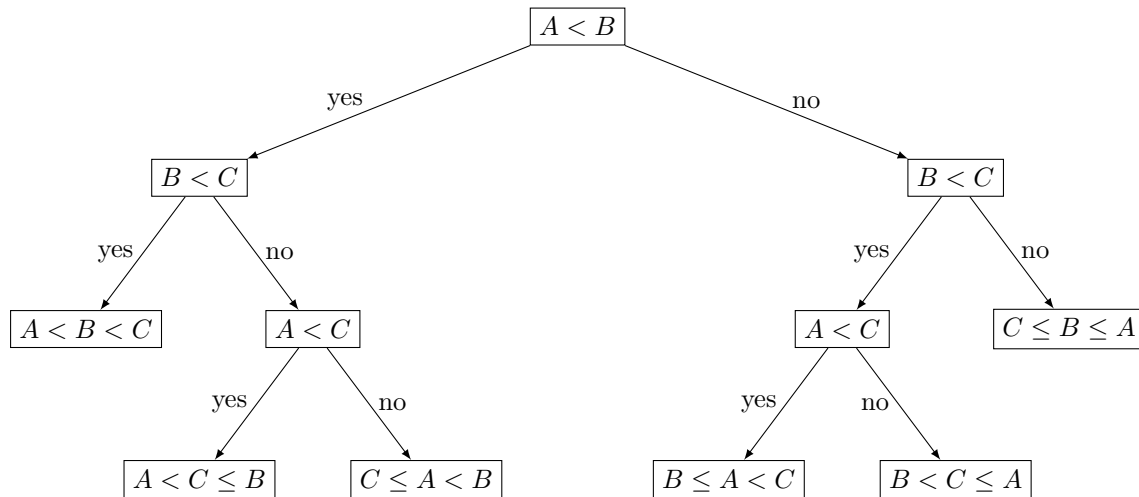 A < B
yes
no
B < C
B < C
yes
no
yes
no
A < B < C
A < C
A < C
C ≤ B ≤ A
yes
no
yes
no
A < C ≤ B
C ≤ A < B
B ≤ A < C
B < C ≤ A